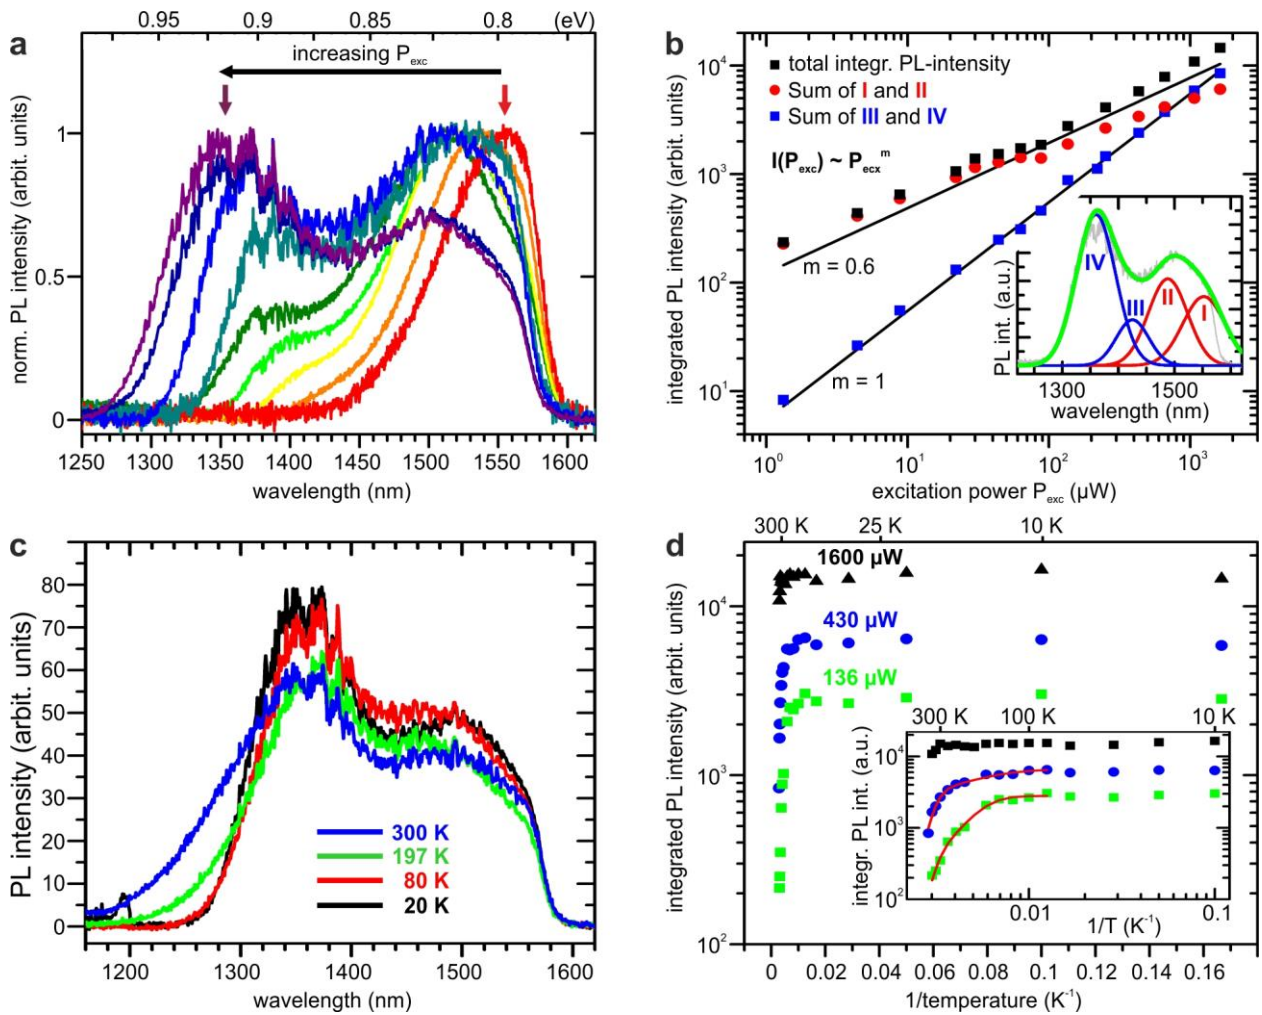 a
0.95 0.9 0.85 0.8 (eV)
increasing Pexc
1
0.5
0
norm. PL intensity (arbit. units)
1250 1300 1350 1400 1450 1500 1550 1600
wavelength (nm)
b
total integr. PL-intensity
Sum of I and II
Sum of III and IV
I(Pexc) ~ Pecx^m
m = 0.6
m = 1
10^4
10^3
10^2
10^1
integrated PL intensity (arbit. units)
10^0 10^1 10^2 10^3
excitation power Pexc (µW)
IV
III
II
I
PL int. (a.u.)
1300 1500
wavelength (nm)
c
80
70
60
50
40
30
20
10
0
PL intensity (arbit. units)
300 K
197 K
80 K
20 K
1200 1300 1400 1500 1600
wavelength (nm)
d
300 K 25 K 10 K
1600 µW
430 µW
136 µW
10^4
10^3
10^2
integrated PL intensity (arbit. units)
0 0.02 0.04 0.06 0.08 0.1 0.12 0.14 0.16
1/temperature (K^-1)
300 K 100 K 10 K
10^4
10^3
10^2
integr. PL int. (a.u.)
0.01 0.1
1/T (K^-1)